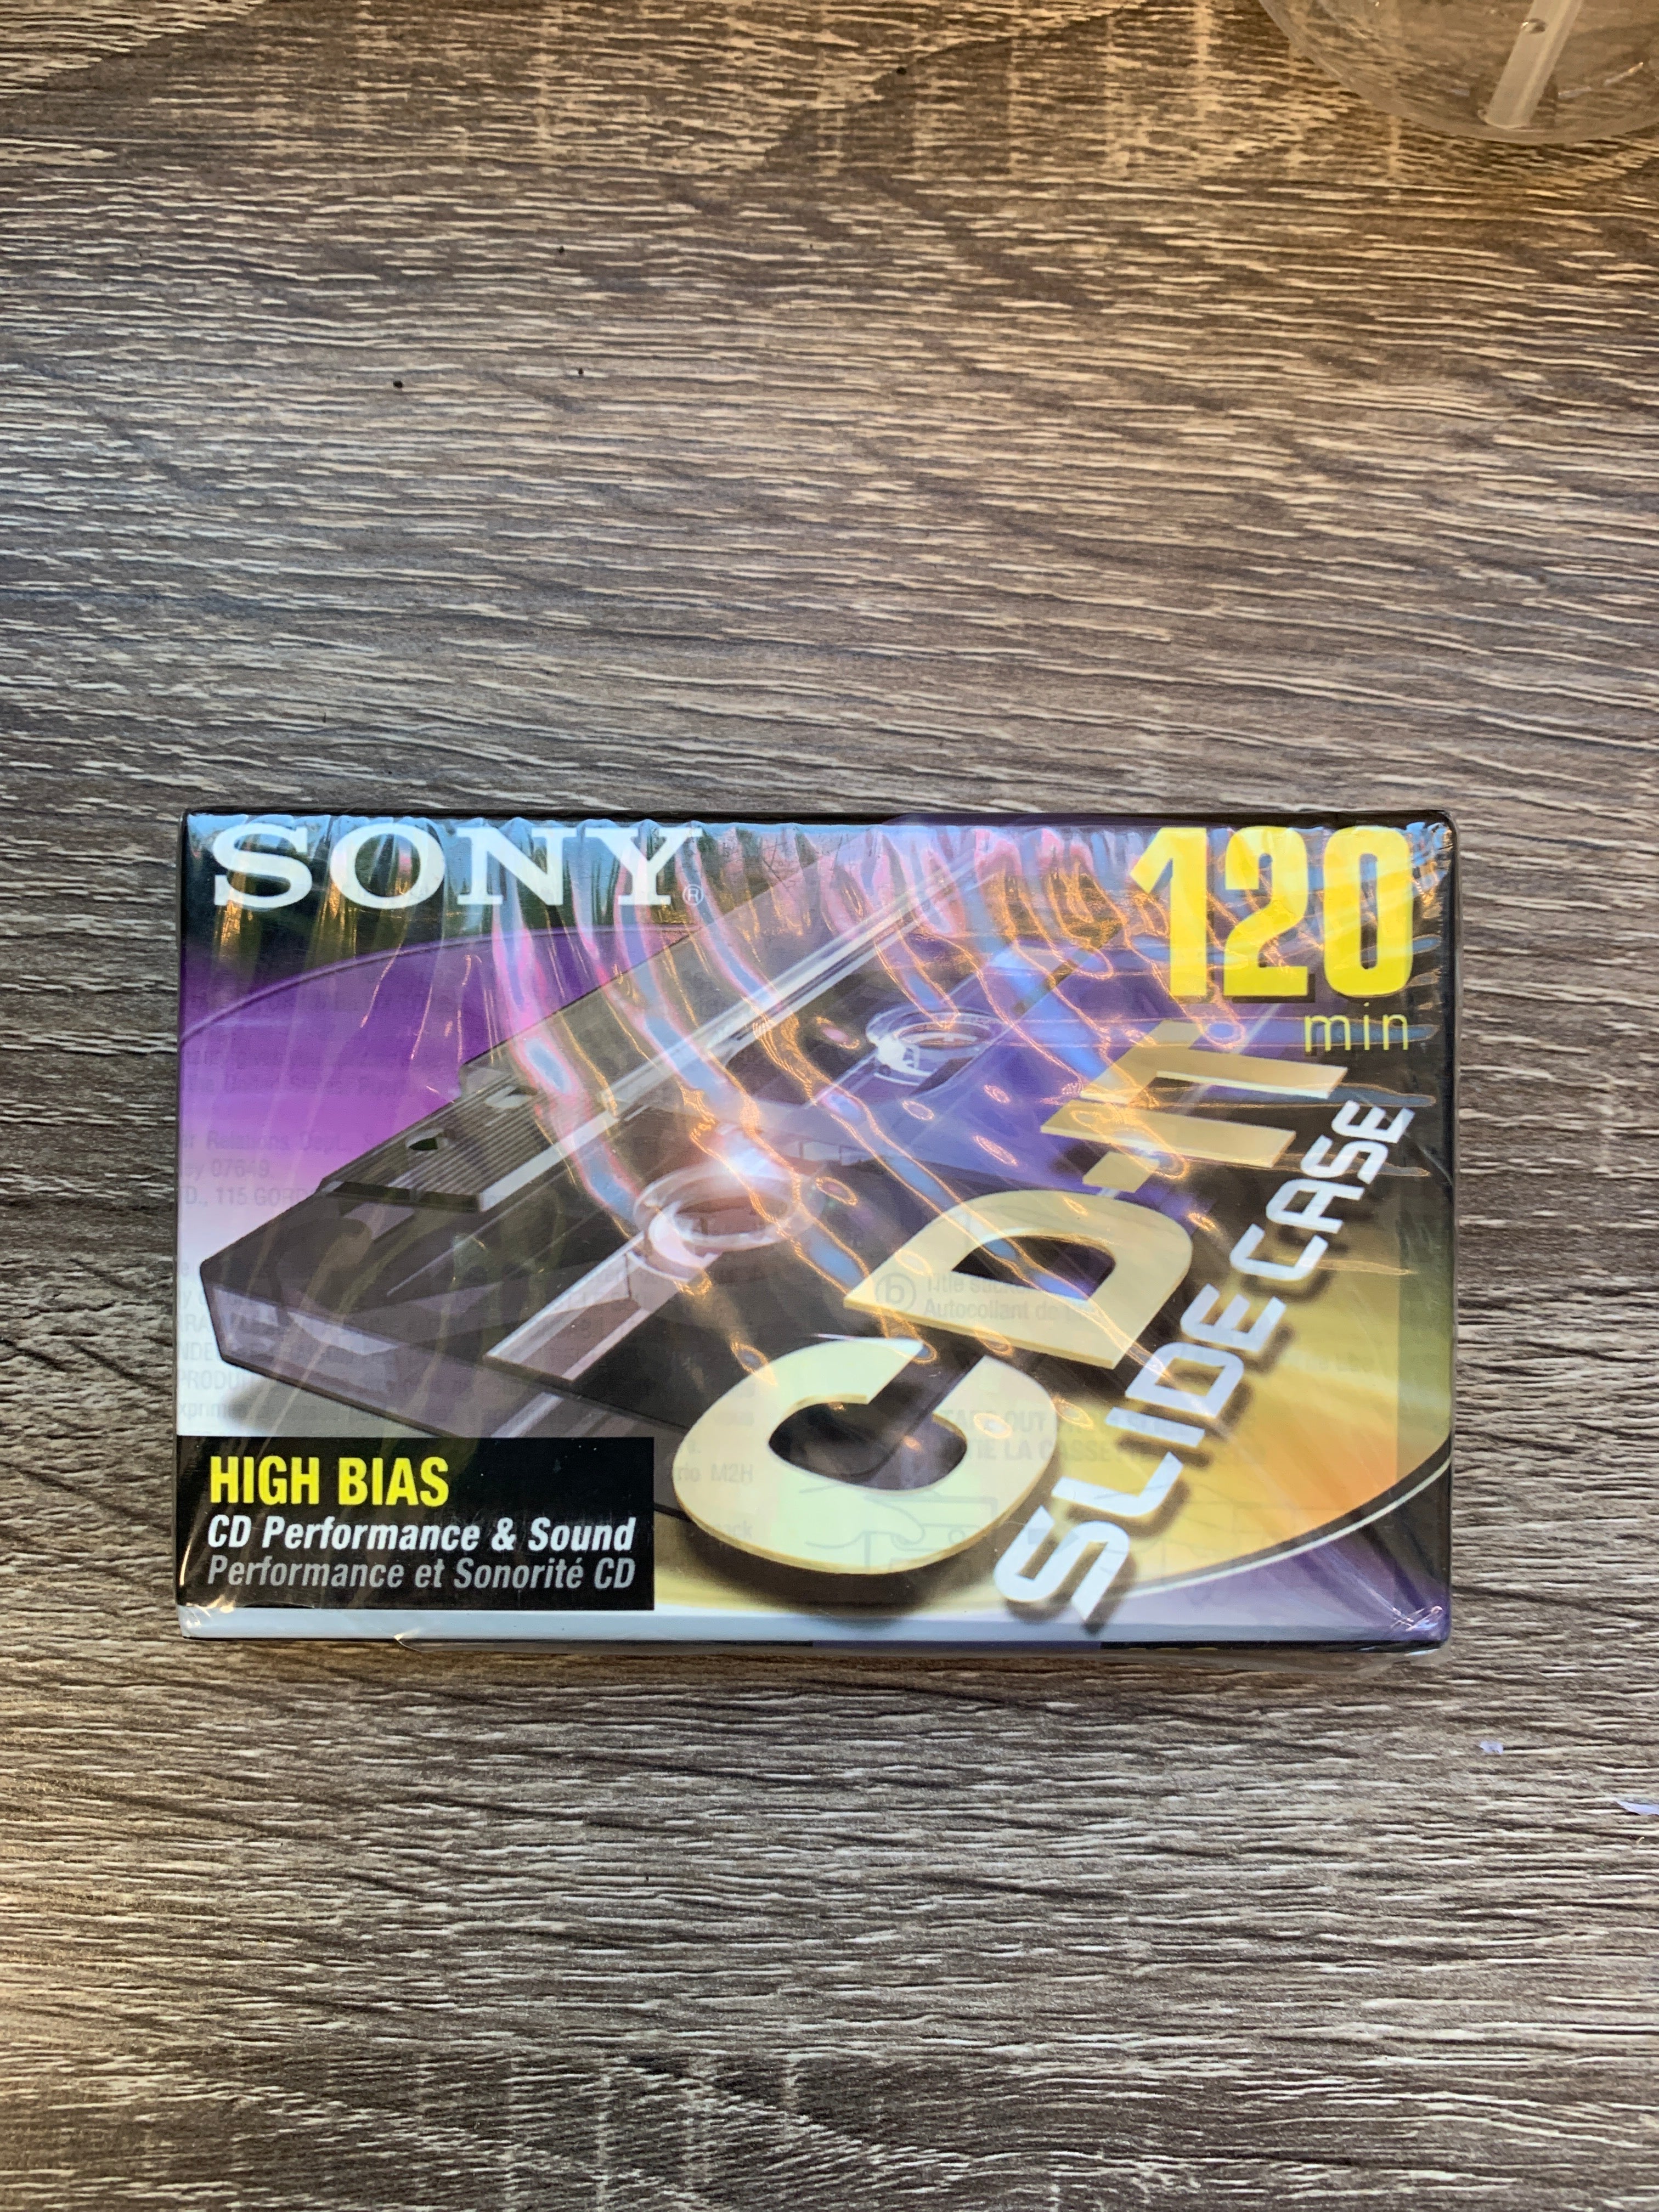 SONY®
120
min
CD-IT
SLIDE CASE
HIGH BIAS
CD Performance & Sound
Performance et Sonorité CD